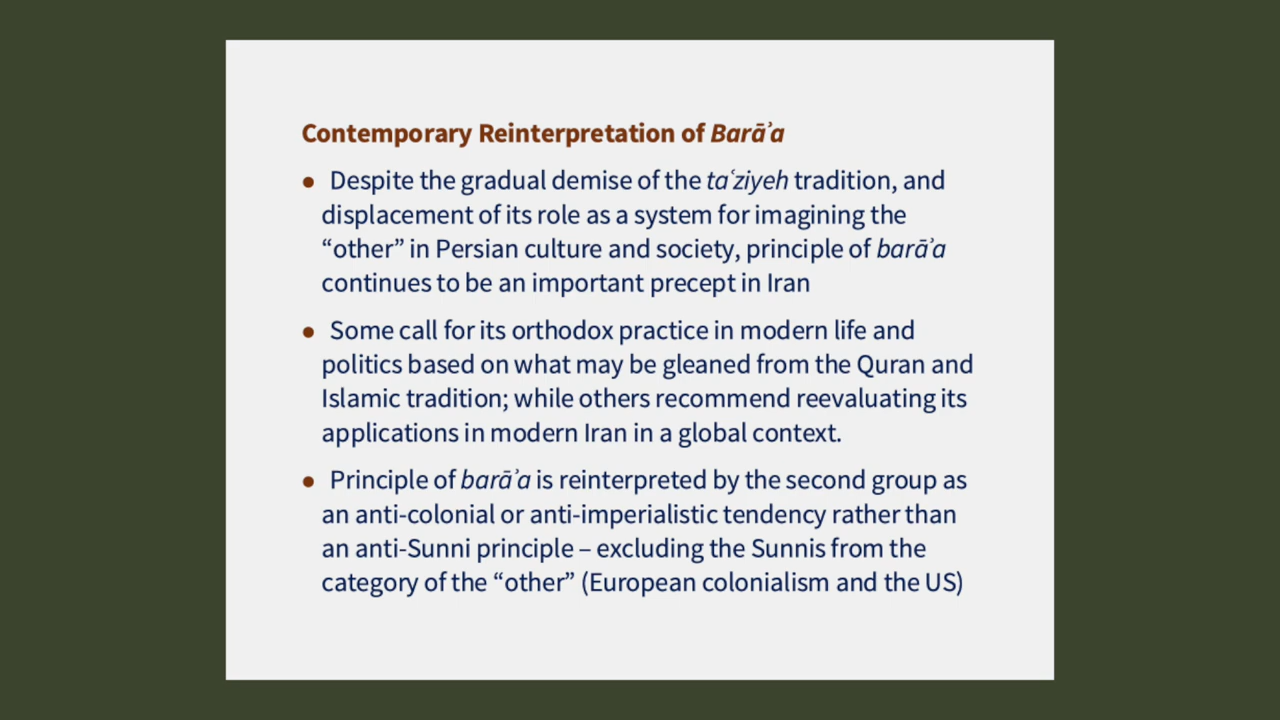 Contemporary Reinterpretation of Barāʾa
● Despite the gradual demise of the taʿziyeh tradition, and
displacement of its role as a system for imagining the
“other” in Persian culture and society, principle of barāʾa
continues to be an important precept in Iran
● Some call for its orthodox practice in modern life and
politics based on what may be gleaned from the Quran and
Islamic tradition; while others recommend reevaluating its
applications in modern Iran in a global context.
● Principle of barāʾa is reinterpreted by the second group as
an anti-colonial or anti-imperialistic tendency rather than
an anti-Sunni principle – excluding the Sunnis from the
category of the “other” (European colonialism and the US)